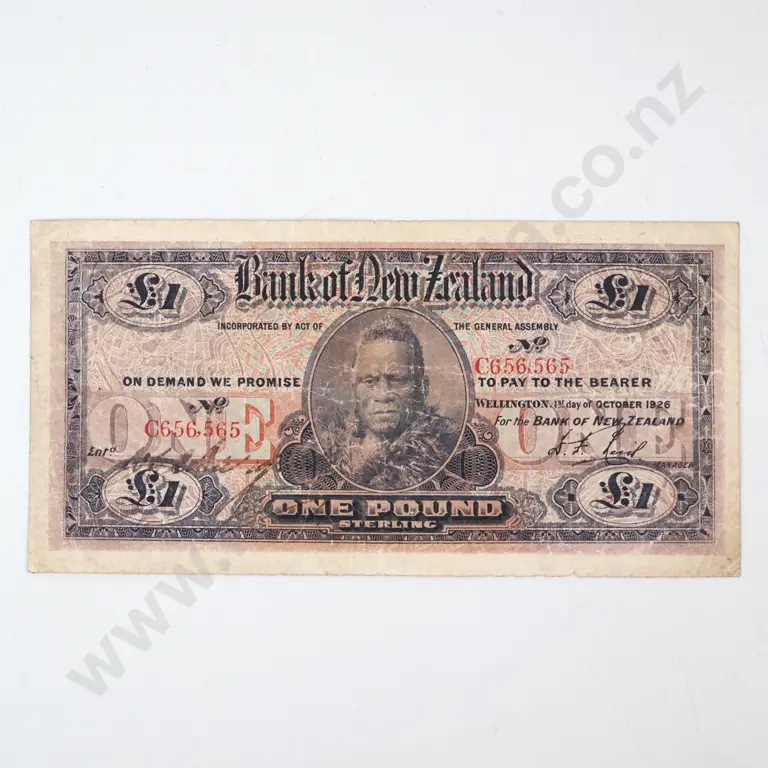 Bank of New Zealand
£1 £1
INCORPORATED BY ACT OF THE GENERAL ASSEMBLY
Nº
C656,565
ON DEMAND WE PROMISE TO PAY TO THE BEARER
Nº
WELLINGTON, 1ST day of OCTOBER 1926
ONE O E
C656,565
For the BANK OF NEW ZEALAND
Entd
MANAGER
£1 £1
ONE POUND
STERLING
www. .co.nz